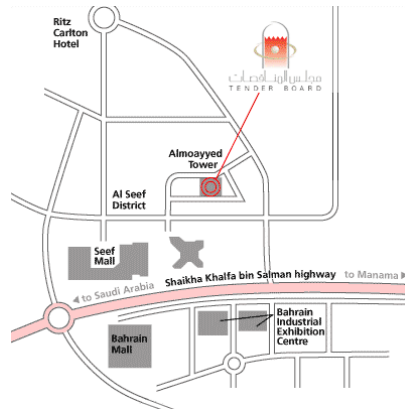 Ritz
Carlton
Hotel
مجلس المناقصات
TENDER BOARD
Almoayyed
Tower
Al Seef
District
Seef
Mall
Shaikha Khalfa bin Salman highway
to Manama
to Saudi Arabia
Bahrain
Mall
Bahrain
Industrial
Exhibition
Centre